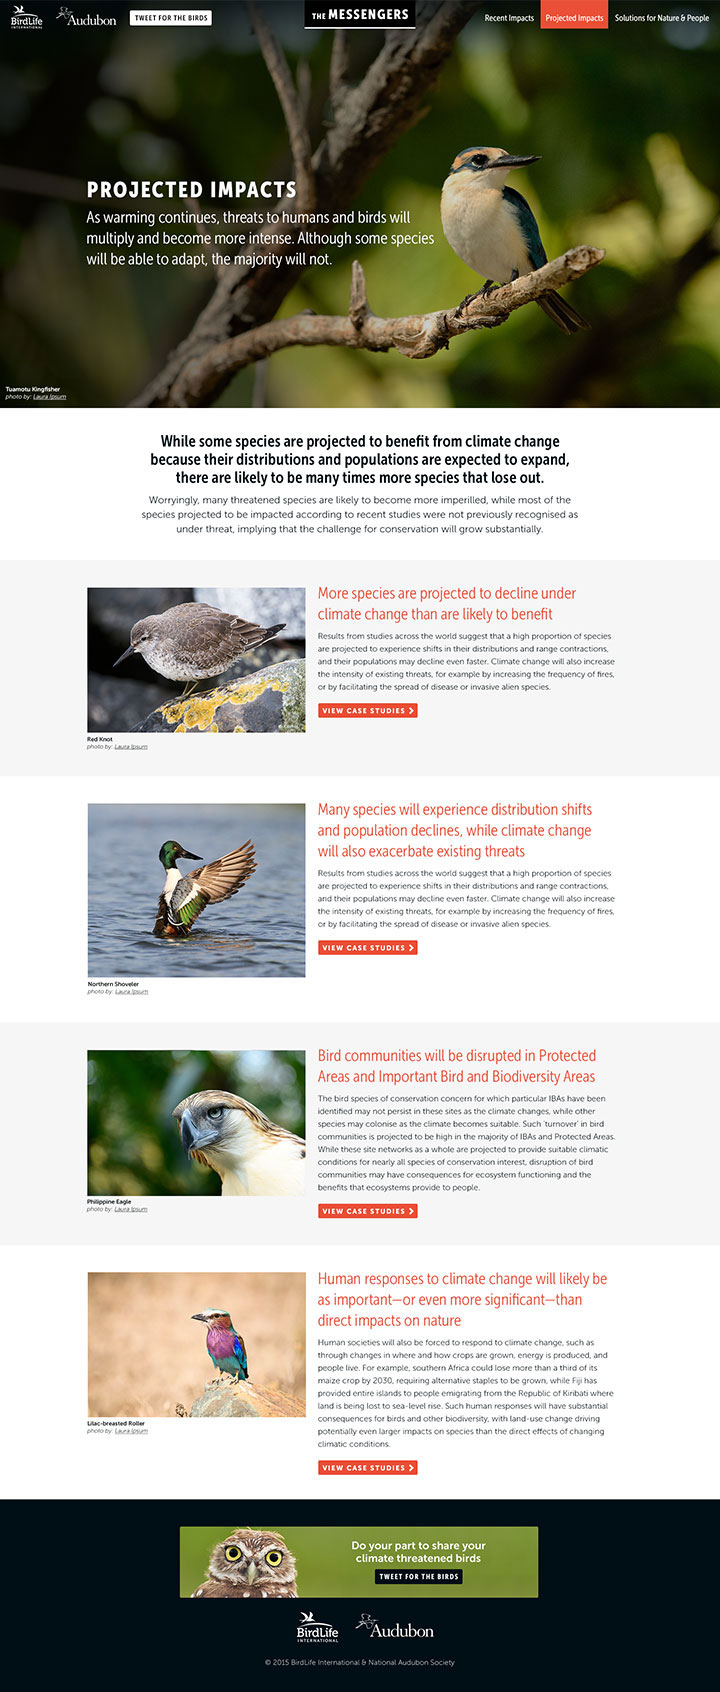 BirdLife
INTERNATIONAL
Audubon
TWEET FOR THE BIRDS
THE MESSENGERS
Recent Impacts
Projected Impacts
Solutions for Nature & People
PROJECTED IMPACTS
As warming continues, threats to humans and birds will
multiply and become more intense. Although some species
will be able to adapt, the majority will not.
Tuamotu Kingfisher
photo by: Laura Ipsum
While some species are projected to benefit from climate change
because their distributions and populations are expected to expand,
there are likely to be many times more species that lose out.
Worryingly, many threatened species are likely to become more imperilled, while most of the
species projected to be impacted according to recent studies were not previously recognised as
under threat, implying that the challenge for conservation will grow substantially.
More species are projected to decline under
climate change than are likely to benefit
Results from studies across the world suggest that a high proportion of species
are projected to experience shifts in their distributions and range contractions,
and their populations may decline even faster. Climate change will also increase
the intensity of existing threats, for example by increasing the frequency of fires,
or by facilitating the spread of disease or invasive alien species.
VIEW CASE STUDIES
Red Knot
photo by: Laura Ipsum
Many species will experience distribution shifts
and population declines, while climate change
will also exacerbate existing threats
Results from studies across the world suggest that a high proportion of species
are projected to experience shifts in their distributions and range contractions,
and their populations may decline even faster. Climate change will also increase
the intensity of existing threats, for example by increasing the frequency of fires,
or by facilitating the spread of disease or invasive alien species.
VIEW CASE STUDIES
Northern Shoveler
photo by: Laura Ipsum
Bird communities will be disrupted in Protected
Areas and Important Bird and Biodiversity Areas
The bird species of conservation concern for which particular IBAs have been
identified may not persist in these sites as the climate changes, while other
species may colonise as the climate becomes suitable. Such 'turnover' in bird
communities is projected to be high in the majority of IBAs and Protected Areas.
While these site networks as a whole are projected to provide suitable climatic
conditions for nearly all species of conservation interest, disruption of bird
communities may have consequences for ecosystem functioning and the
benefits that ecosystems provide to people.
VIEW CASE STUDIES
Philippine Eagle
photo by: Laura Ipsum
Human responses to climate change will likely be
as important—or even more significant—than
direct impacts on nature
Human societies will also be forced to respond to climate change, such as
through changes in where and how crops are grown, energy is produced, and
people live. For example, southern Africa could lose more than a third of its
maize crop by 2030, requiring alternative staples to be grown, while Fiji has
provided entire islands to people emigrating from the Republic of Kiribati where
land is being lost to sea-level rise. Such human responses will have substantial
consequences for birds and other biodiversity, with land-use change driving
potentially even larger impacts on species than the direct effects of changing
climatic conditions.
VIEW CASE STUDIES
Lilac-breasted Roller
photo by: Laura Ipsum
Do your part to share your
climate threatened birds
TWEET FOR THE BIRDS
BirdLife
INTERNATIONAL
Audubon
© 2015 BirdLife International & National Audubon Society